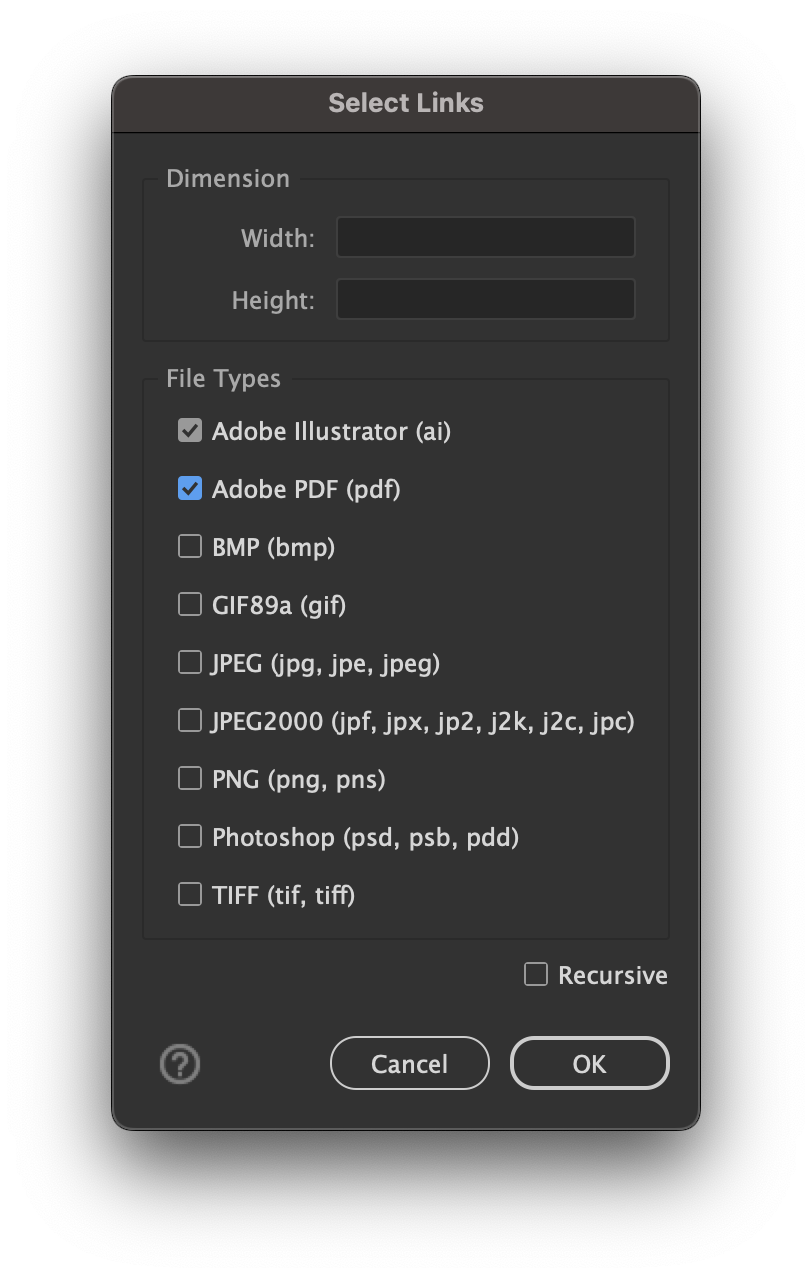 Select Links
Dimension
Width:
Height:
File Types
Adobe Illustrator (ai)
Adobe PDF (pdf)
BMP (bmp)
GIF89a (gif)
JPEG (jpg, jpe, jpeg)
JPEG2000 (jpf, jpx, jp2, j2k, j2c, jpc)
PNG (png, pns)
Photoshop (psd, psb, pdd)
TIFF (tif, tiff)
Recursive
?
Cancel
OK